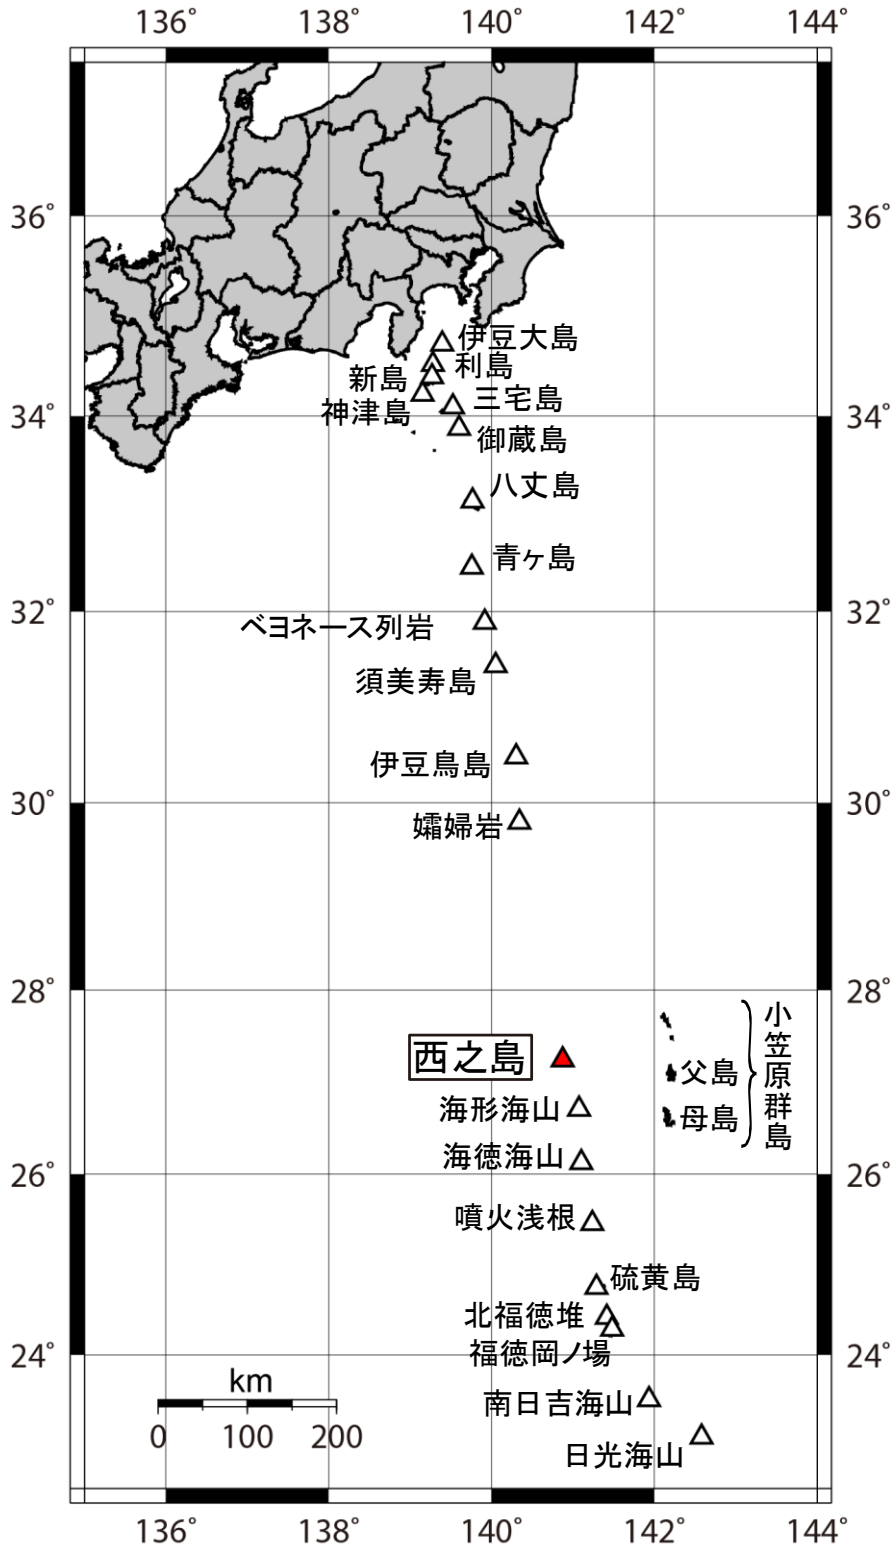 136° 138° 140° 142° 144°
36° 36°
伊豆大島
利島
新島
三宅島
神津島
34° 34°
御蔵島
八丈島
青ヶ島
32° 32°
ベヨネース列岩
須美寿島
伊豆鳥島
30° 30°
孀婦岩
28° 28°
小笠原群島
西之島
父島
海形海山
母島
海徳海山
26° 26°
噴火浅根
硫黄島
北福徳堆
福徳岡ノ場
24° 24°
km
南日吉海山
0 100 200
日光海山
136° 138° 140° 142° 144°